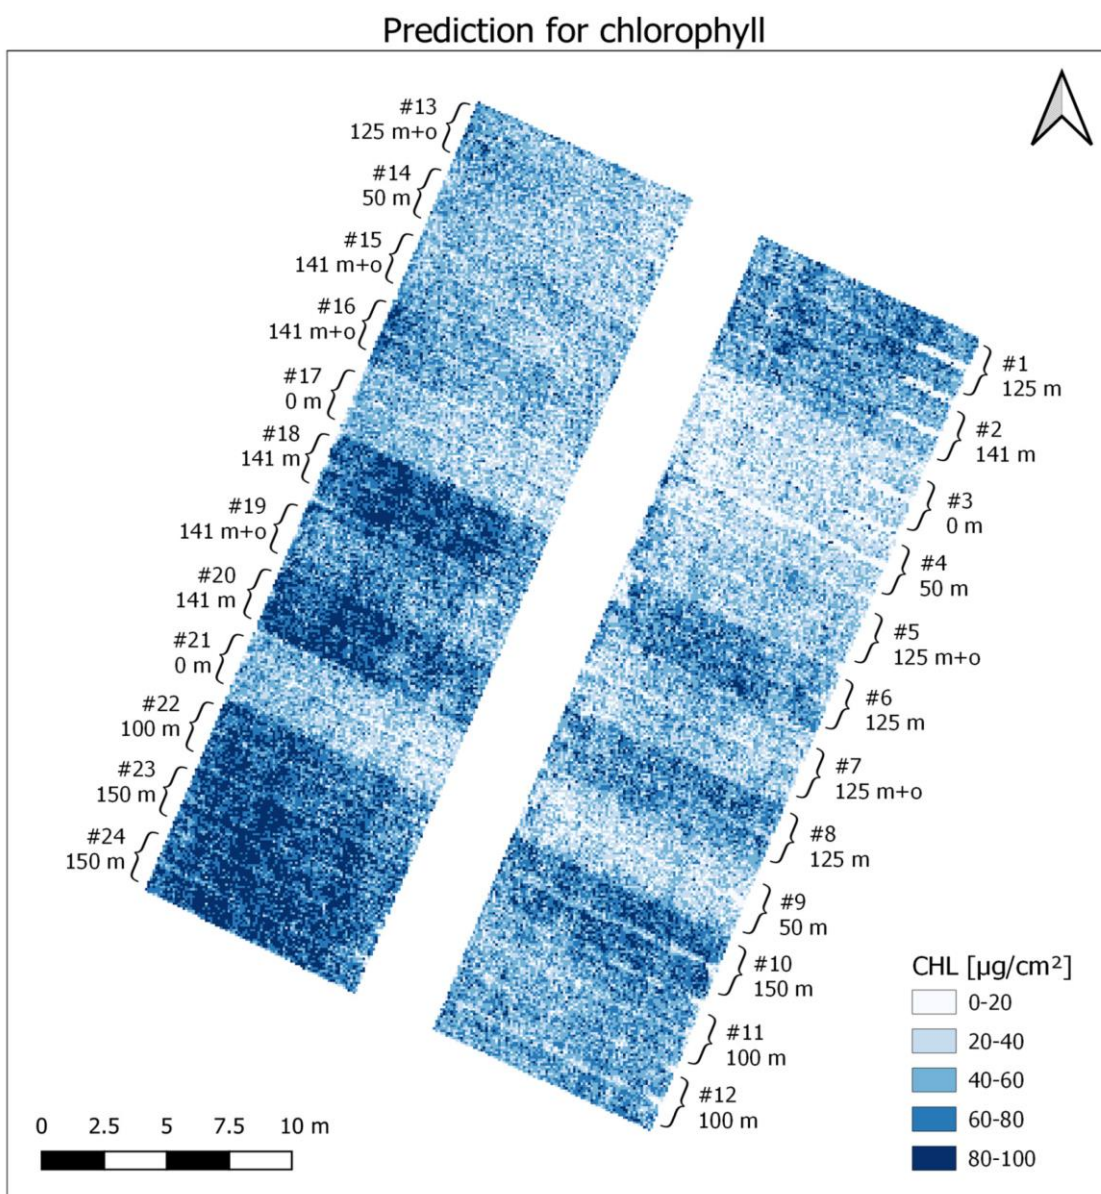 Prediction for chlorophyll
#13
125 m+o
#14
50 m
#15
141 m+o
#16
141 m+o
#17
0 m
#18
141 m
#19
141 m+o
#20
141 m
#21
0 m
#22
100 m
#23
150 m
#24
150 m
#1
125 m
#2
141 m
#3
0 m
#4
50 m
#5
125 m+o
#6
125 m
#7
125 m+o
#8
125 m
#9
50 m
#10
150 m
#11
100 m
#12
100 m
CHL [µg/cm²]
0-20
20-40
40-60
60-80
80-100
0 2.5 5 7.5 10 m